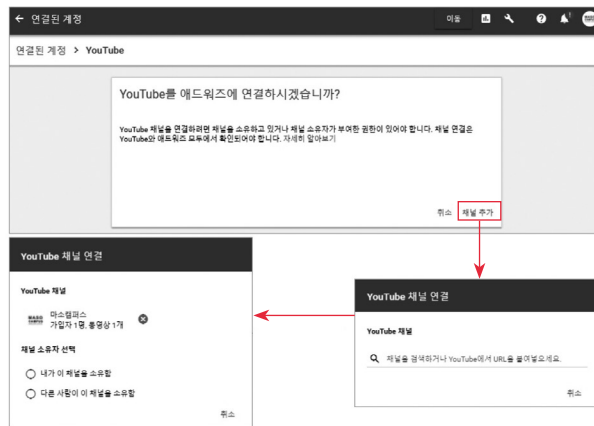 연결된 계정
이동
연결된 계정 > YouTube
YouTube를 애드워즈에 연결하시겠습니까?
YouTube 채널을 연결하려면 채널을 소유하고 있거나 채널 소유자가 부여한 권한이 있어야 합니다. 채널 연결은
YouTube와 애드워즈 모두에서 확인되어야 합니다. 자세히 알아보기
취소 채널 추가
YouTube 채널 연결
YouTube 채널
채널을 검색하거나 YouTube에서 URL을 붙여넣으세요.
취소
YouTube 채널 연결
YouTube 채널
마소캠퍼스
가입자 1명, 동영상 1개
채널 소유자 선택
내가 이 채널을 소유함
다른 사람이 이 채널을 소유함
취소